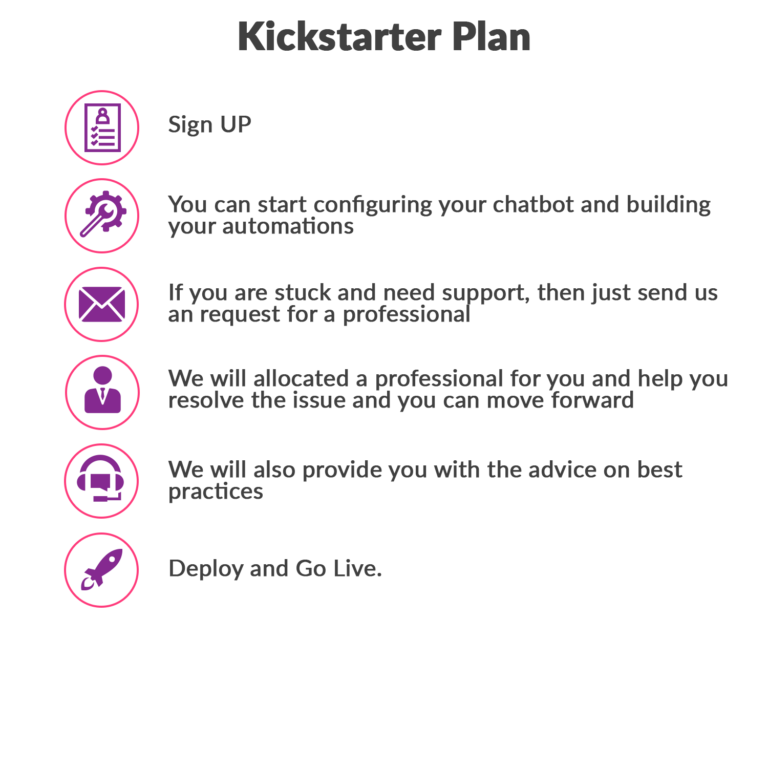 Kickstarter Plan
Sign UP
You can start configuring your chatbot and building
your automations
If you are stuck and need support, then just send us
an request for a professional
We will allocated a professional for you and help you
resolve the issue and you can move forward
We will also provide you with the advice on best
practices
Deploy and Go Live.